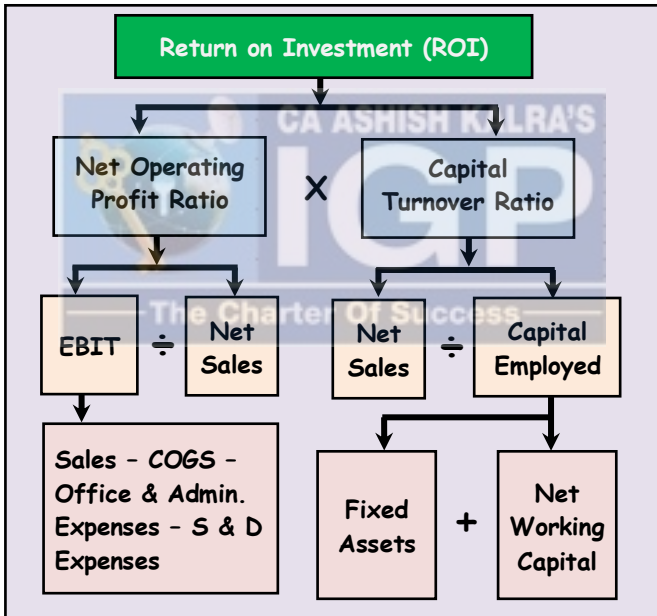 Return on Investment (ROI)
CA ASHISH KALRA'S
IGP
The Charter Of Success
Net Operating
Profit Ratio
X
Capital
Turnover Ratio
EBIT
÷
Net
Sales
Net
Sales
÷
Capital
Employed
Sales – COGS –
Office & Admin.
Expenses – S & D
Expenses
Fixed
Assets
+
Net
Working
Capital